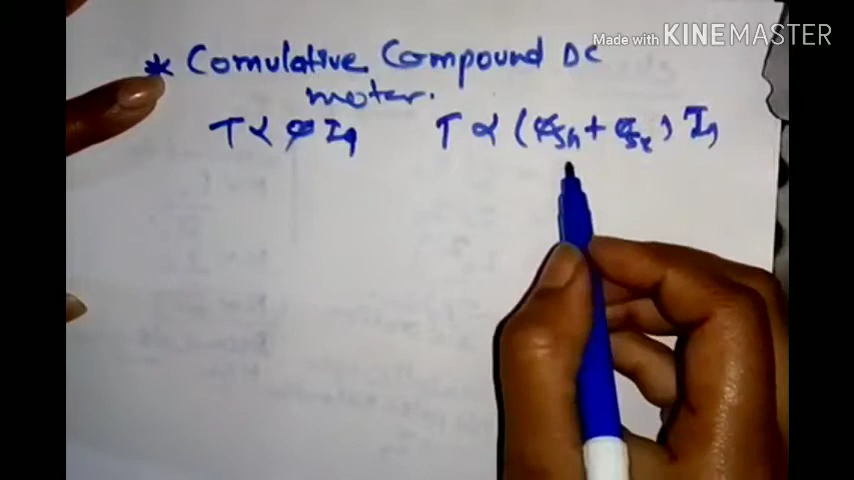 Made with KINEMASTER
* Comulative Compound DC
motor.
T ∝ φ Ia T ∝ (φsh + φse) Ia